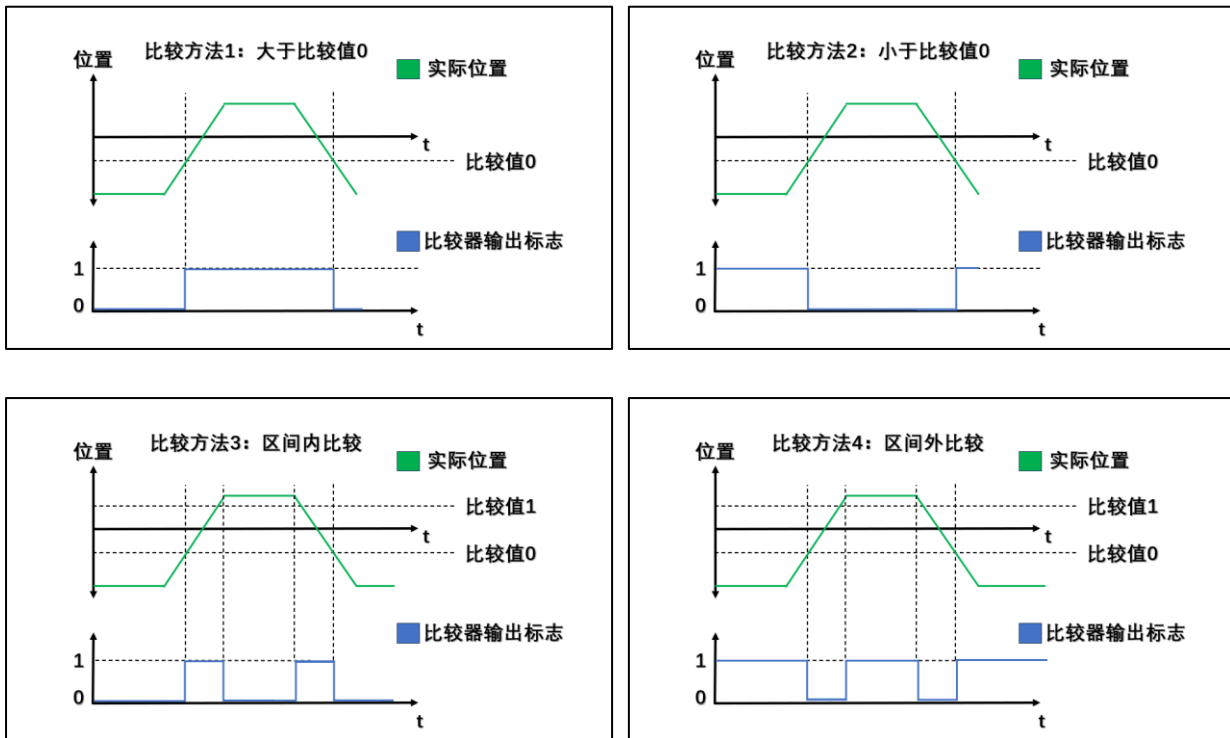 比较方法1：大于比较值0
位置
实际位置
t
比较值0
比较器输出标志
1
0
t
比较方法2：小于比较值0
位置
实际位置
t
比较值0
比较器输出标志
1
0
t
比较方法3：区间内比较
位置
实际位置
比较值1
t
比较值0
比较器输出标志
1
0
t
比较方法4：区间外比较
位置
实际位置
比较值1
t
比较值0
比较器输出标志
1
0
t